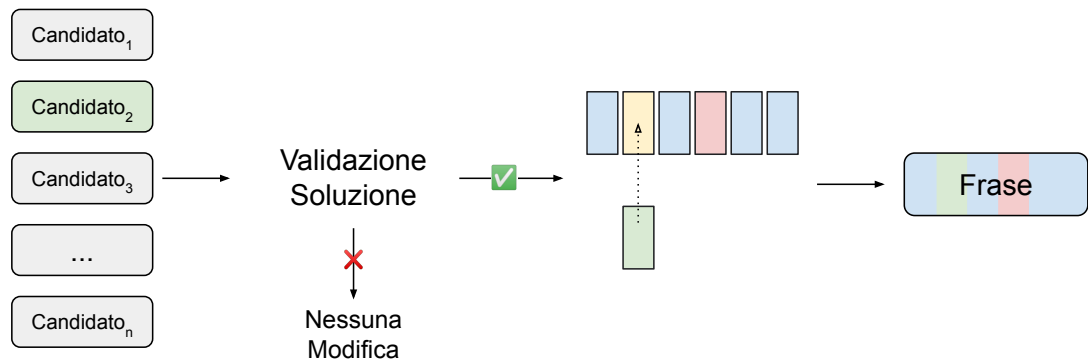 Candidato₁
Candidato₂
Candidato₃
...
Candidatoₙ
Validazione
Soluzione
Nessuna
Modifica
Frase